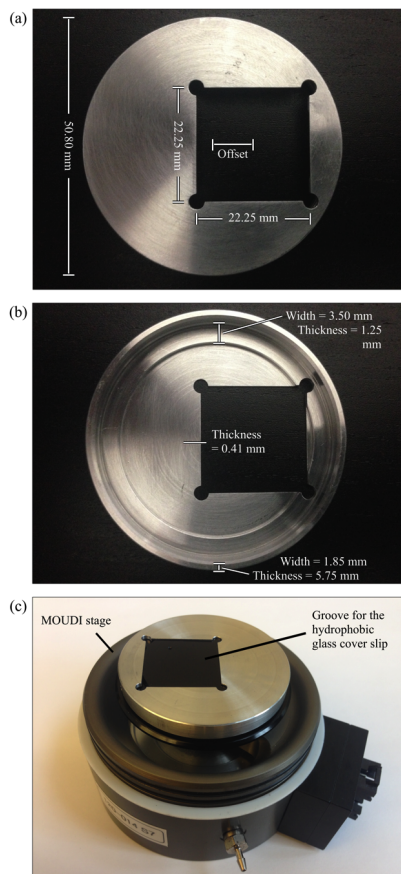 (a)
50.80 mm
22.25 mm
Offset
22.25 mm
(b)
Width = 3.50 mm
Thickness = 1.25
mm
Thickness
= 0.41 mm
Width = 1.85 mm
Thickness = 5.75 mm
(c)
MOUDI stage
Groove for the
hydrophobic
glass cover slip